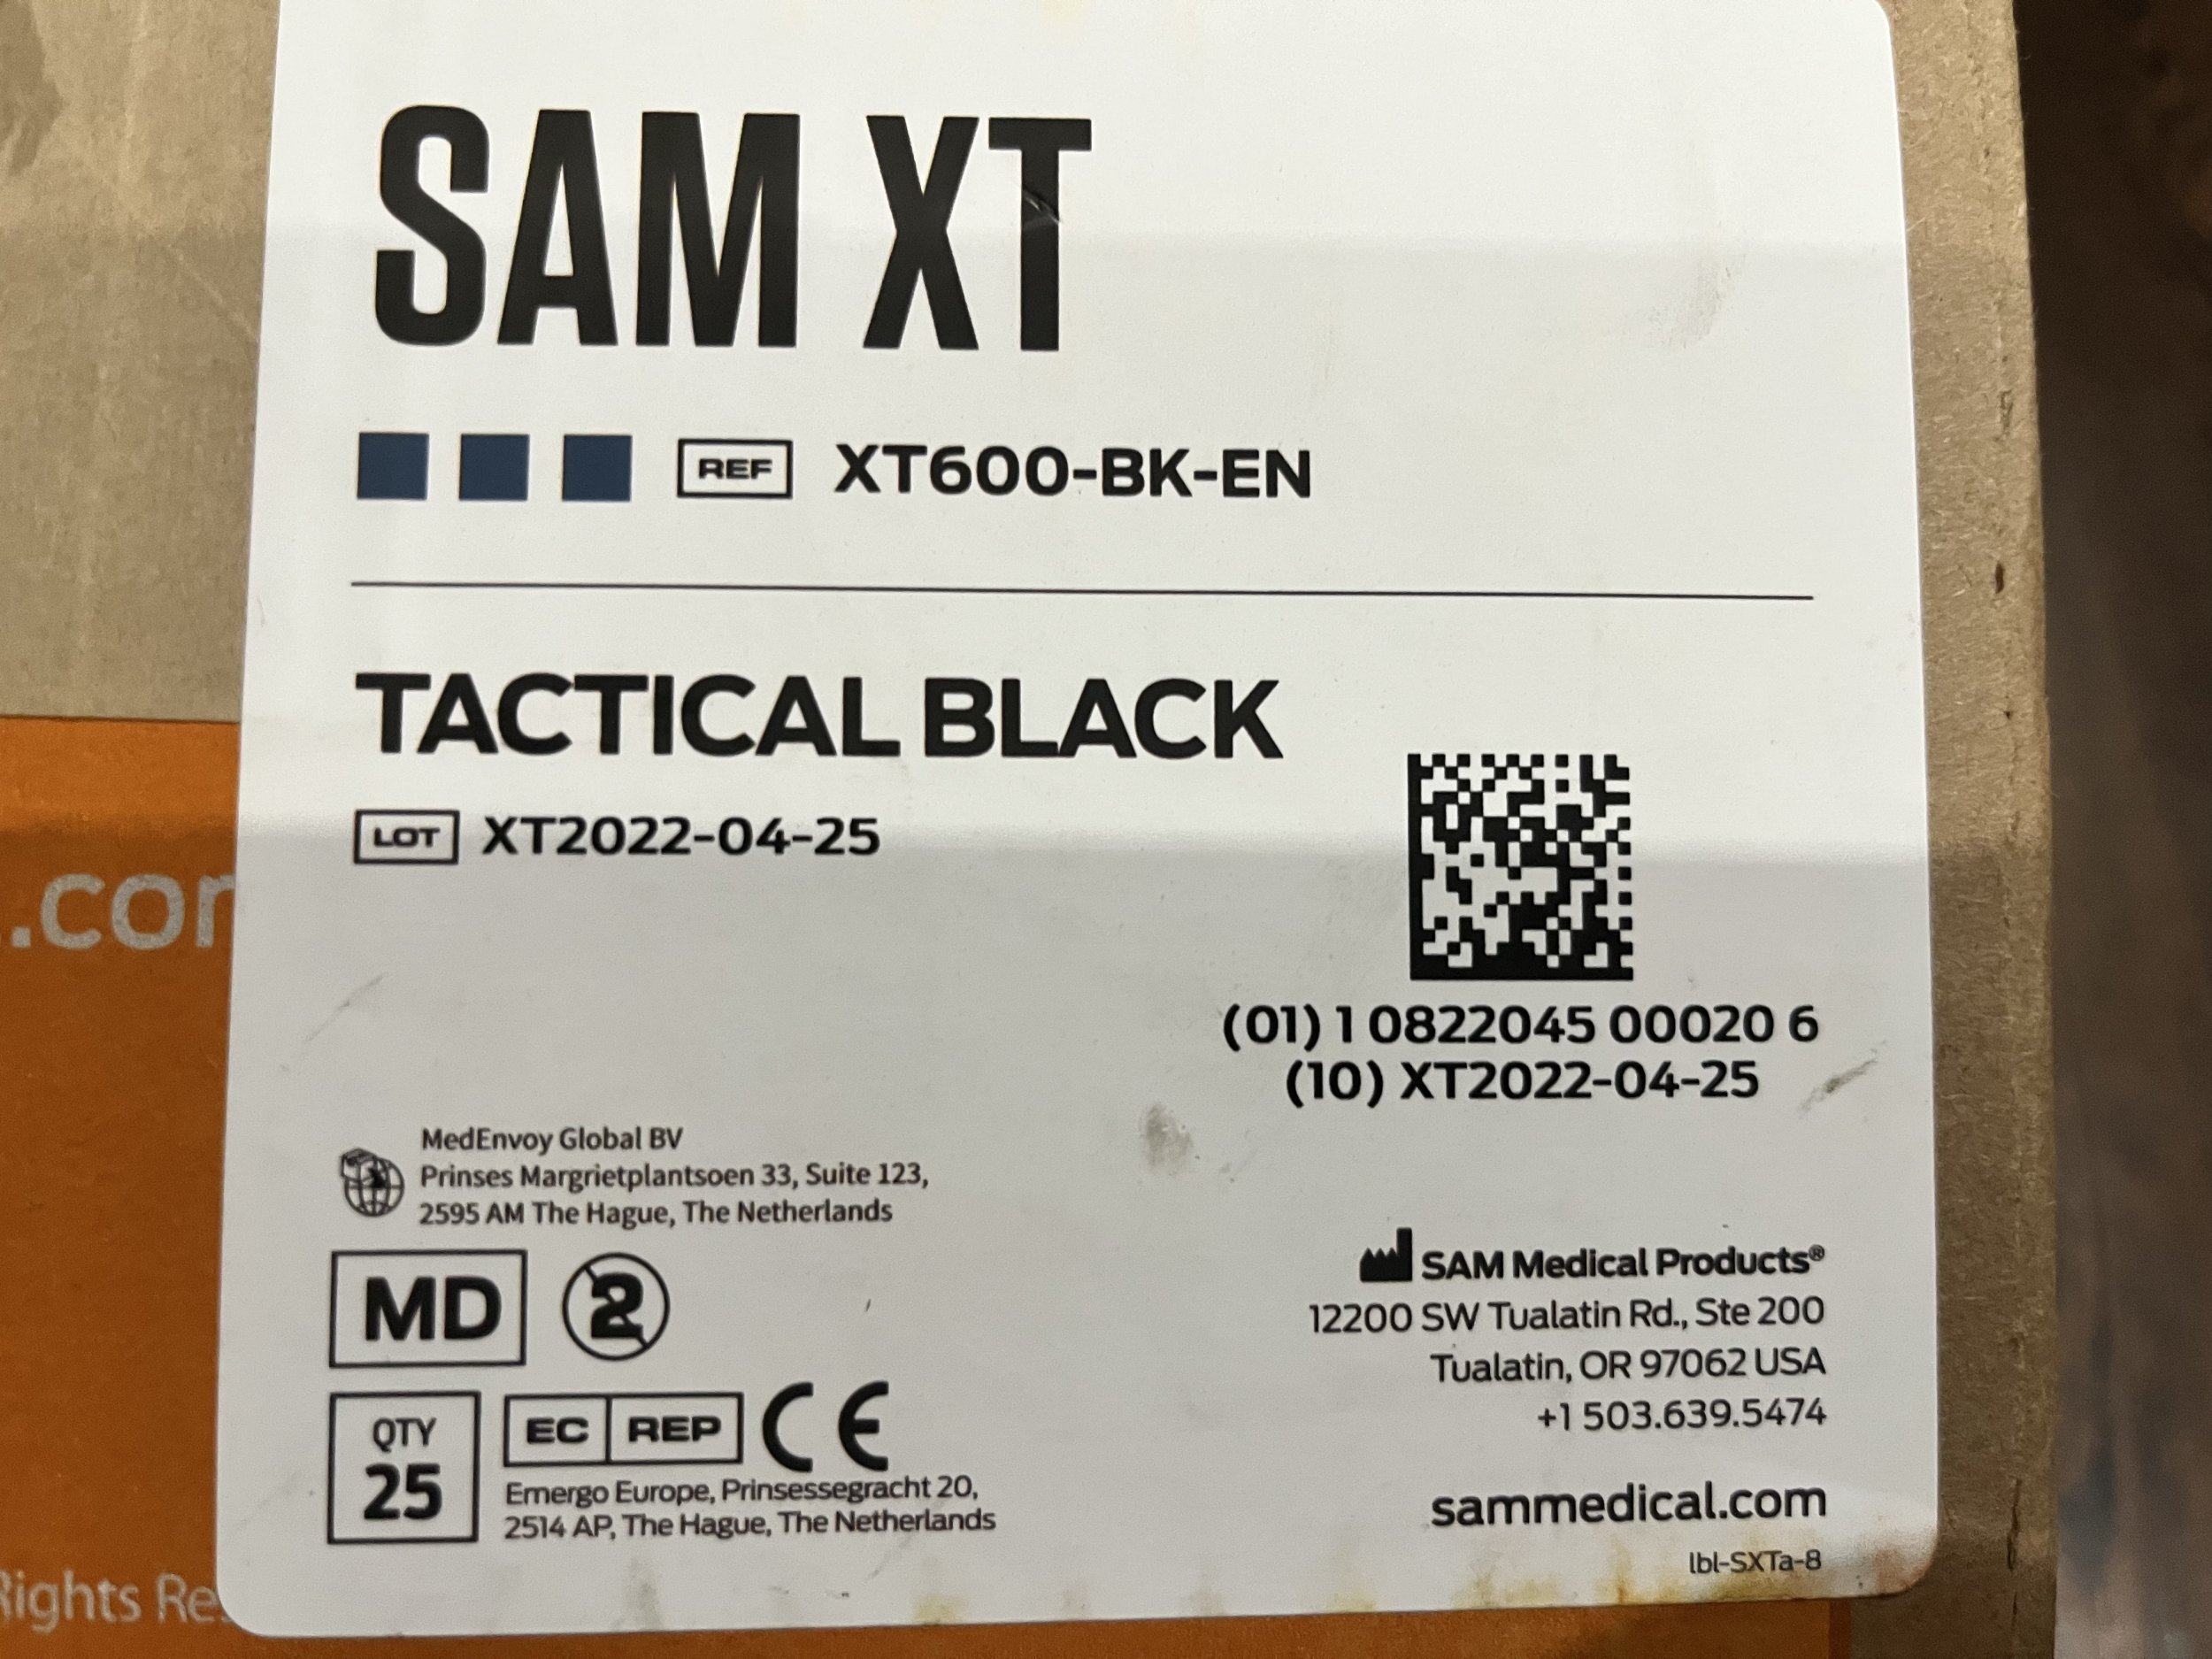 SAM XT
REF XT600-BK-EN
TACTICAL BLACK
LOT XT2022-04-25
.co
(01) 1 0822045 00020 6
(10) XT2022-04-25
MedEnvoy Global BV
Prinses Margrietplantsoen 33, Suite 123,
2595 AM The Hague, The Netherlands
MD 2
QTY
25
EC REP CE
Emergo Europe, Prinsessegracht 20,
2514 AP, The Hague, The Netherlands
SAM Medical Products®
12200 SW Tualatin Rd., Ste 200
Tualatin, OR 97062 USA
+1 503.639.5474
sammedical.com
lbl-SXTa-8
Rights Re